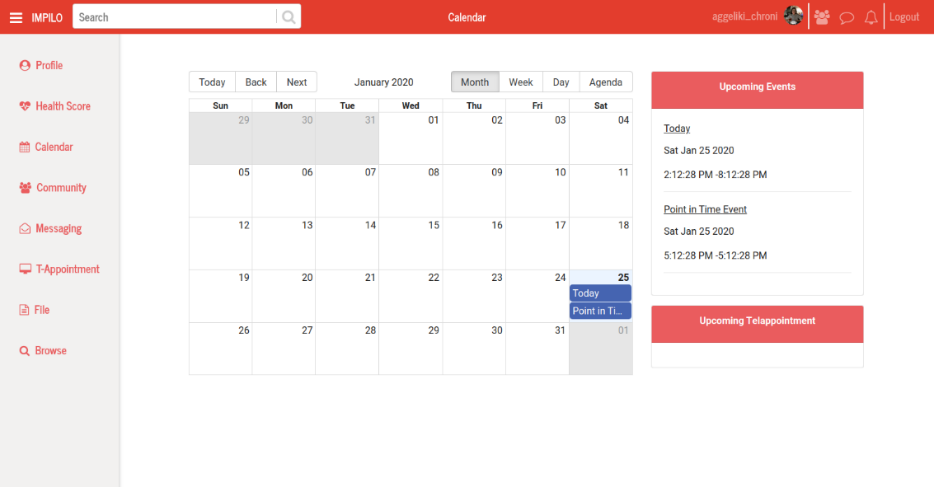 IMPILO
Search
Calendar
aggeliki_chroni
Logout
Profile
Health Score
Calendar
Community
Messaging
T-Appointment
File
Browse
Today Back Next
January 2020
Month Week Day Agenda
Sun Mon Tue Wed Thu Fri Sat
29 30 31 01 02 03 04
05 06 07 08 09 10 11
12 13 14 15 16 17 18
19 20 21 22 23 24 25
Today
Point in Ti...
26 27 28 29 30 31 01
Upcoming Events
Today
Sat Jan 25 2020
2:12:28 PM -8:12:28 PM
Point in Time Event
Sat Jan 25 2020
5:12:28 PM -5:12:28 PM
Upcoming Telappointment